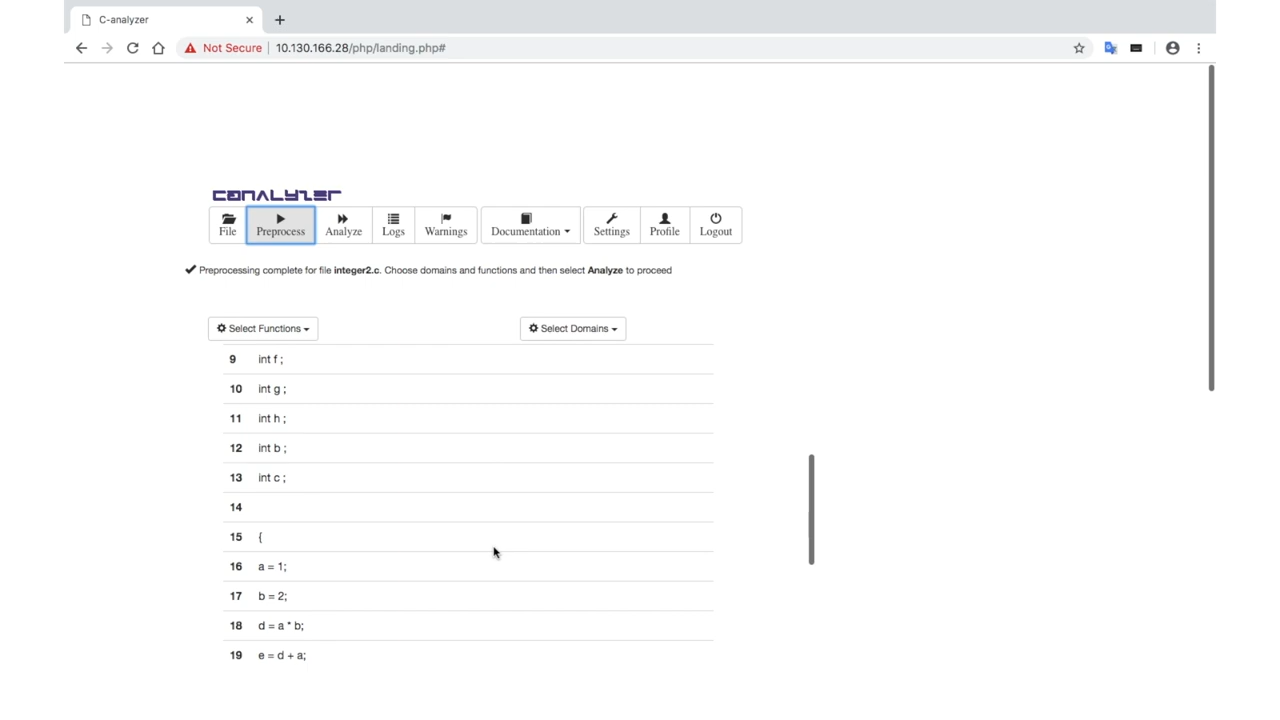 C-analyzer
Not Secure 10.130.166.28/php/landing.php#
CANALYZER
File Preprocess Analyze Logs Warnings Documentation Settings Profile Logout
Preprocessing complete for file integer2.c. Choose domains and functions and then select Analyze to proceed
Select Functions Select Domains
9 int f ;
10 int g ;
11 int h ;
12 int b ;
13 int c ;
14
15 {
16 a = 1;
17 b = 2;
18 d = a * b;
19 e = d + a;